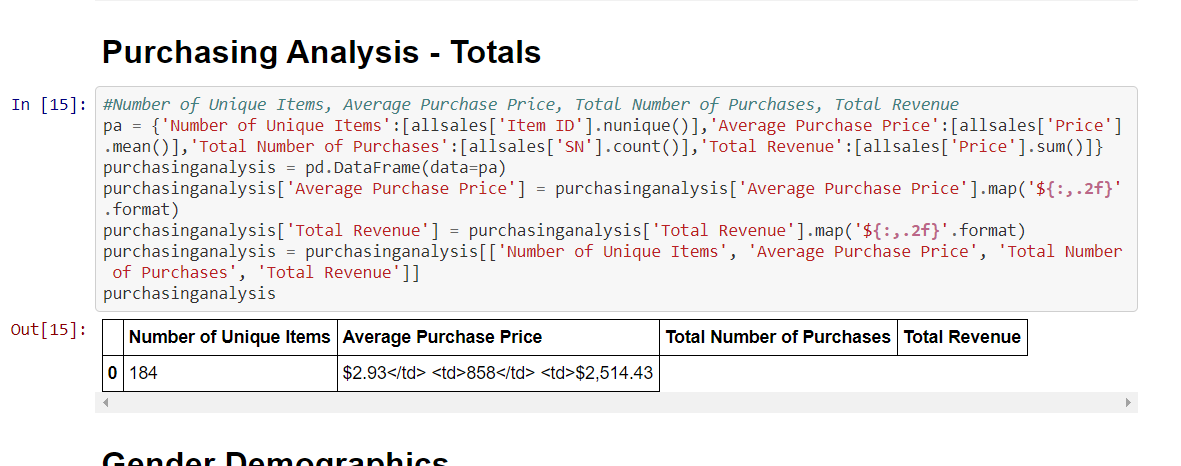 Purchasing Analysis - Totals
In [15]:
#Number of Unique Items, Average Purchase Price, Total Number of Purchases, Total Revenue
pa = {'Number of Unique Items':[allsales['Item ID'].nunique()],'Average Purchase Price':[allsales['Price']
.mean()],'Total Number of Purchases':[allsales['SN'].count()],'Total Revenue':[allsales['Price'].sum()]}
purchasinganalysis = pd.DataFrame(data=pa)
purchasinganalysis['Average Purchase Price'] = purchasinganalysis['Average Purchase Price'].map('${:,.2f}'
.format)
purchasinganalysis['Total Revenue'] = purchasinganalysis['Total Revenue'].map('${:,.2f}'.format)
purchasinganalysis = purchasinganalysis[['Number of Unique Items', 'Average Purchase Price', 'Total Number
of Purchases', 'Total Revenue']]
purchasinganalysis
Out[15]:
Number of Unique Items Average Purchase Price Total Number of Purchases Total Revenue
0 184 $2.93</td> <td>858</td> <td>$2,514.43
Gender Demographics